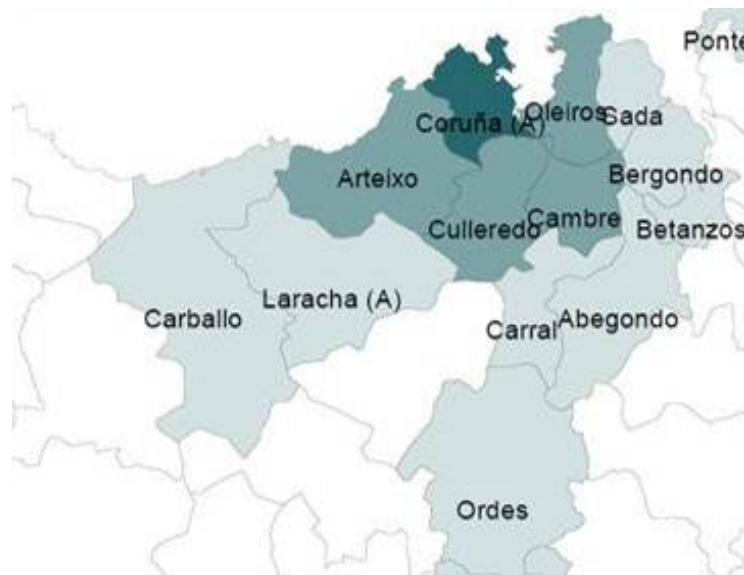 Ponte
Coruña (A)
Oleiros
Sada
Arteixo
Bergondo
Culleredo
Cambre
Betanzos
Laracha (A)
Carballo
Carral
Abegondo
Ordes